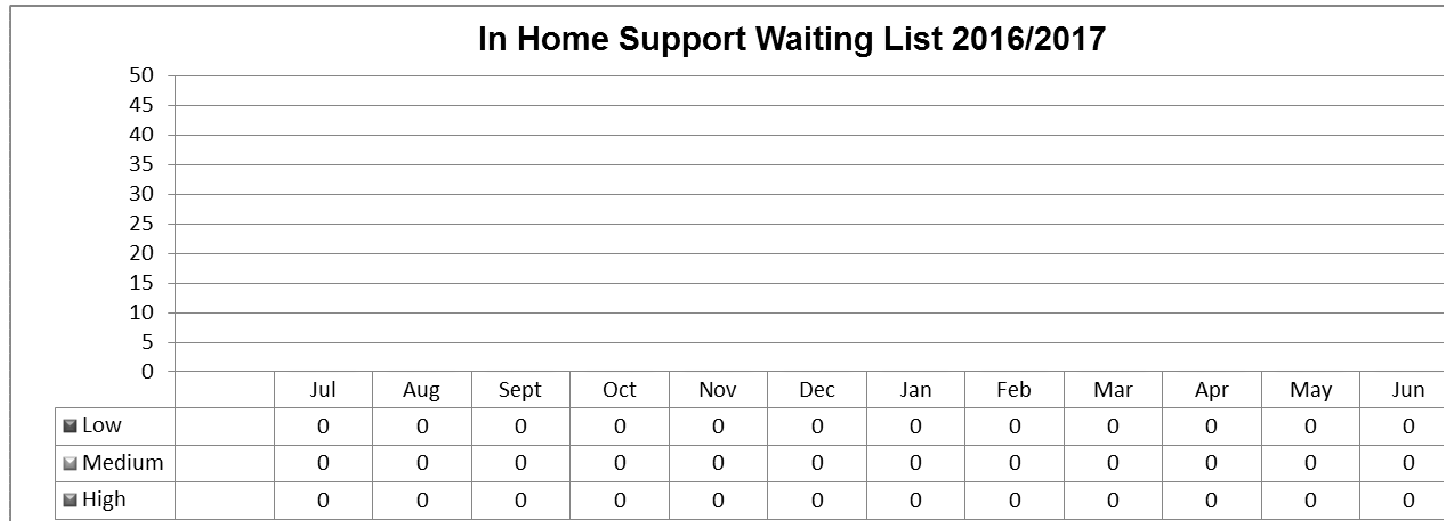 In Home Support Waiting List 2016/2017
50
45
40
35
30
25
20
15
10
5
0
Jul Aug Sept Oct Nov Dec Jan Feb Mar Apr May Jun
Low 0 0 0 0 0 0 0 0 0 0 0 0
Medium 0 0 0 0 0 0 0 0 0 0 0 0
High 0 0 0 0 0 0 0 0 0 0 0 0